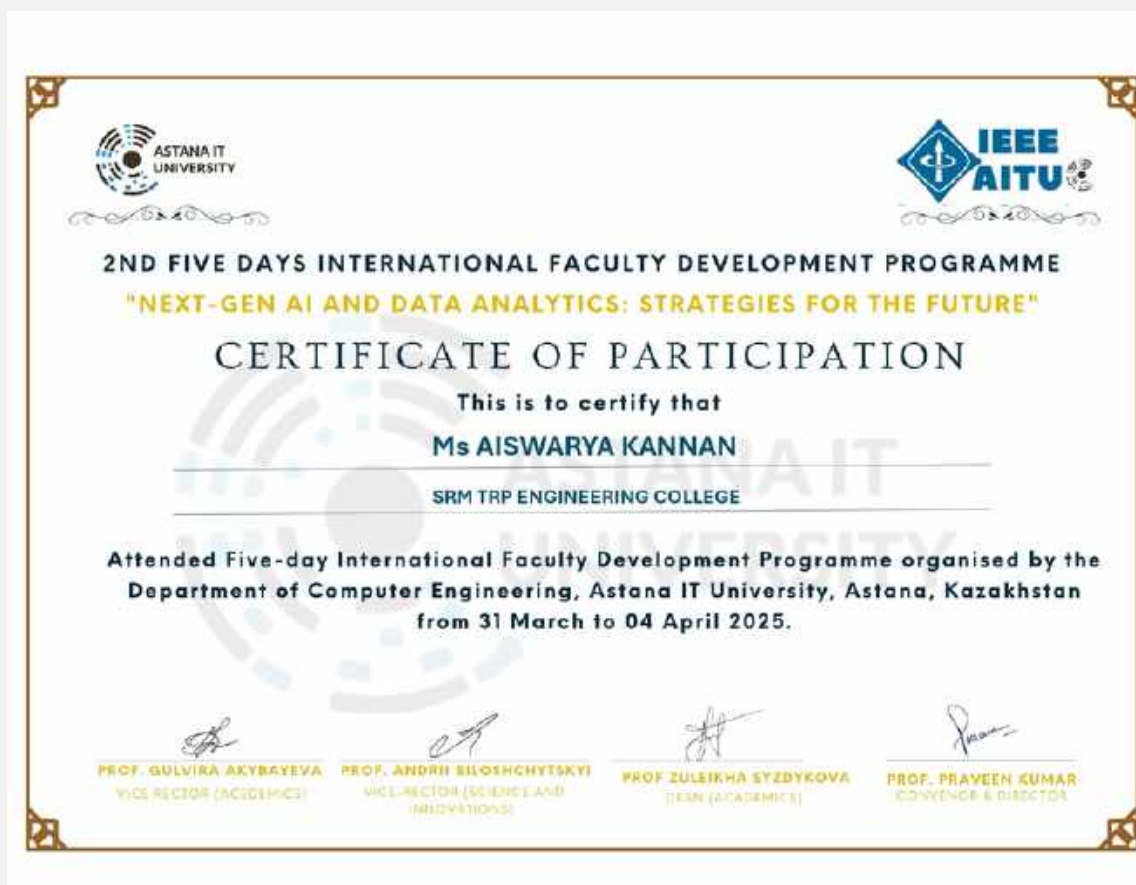 ASTANA IT
UNIVERSITY
IEEE
AITU
2ND FIVE DAYS INTERNATIONAL FACULTY DEVELOPMENT PROGRAMME
"NEXT-GEN AI AND DATA ANALYTICS: STRATEGIES FOR THE FUTURE"
CERTIFICATE OF PARTICIPATION
This is to certify that
Ms AISWARYA KANNAN
SRM TRP ENGINEERING COLLEGE
ASTANA IT
UNIVERSITY
Attended Five-day International Faculty Development Programme organised by the
Department of Computer Engineering, Astana IT University, Astana, Kazakhstan
from 31 March to 04 April 2025.
PROF. GULVIRA AKYBAYEVA
VICE RECTOR (ACEDEMICS)
PROF. ANDRII BILOSHCHYTSKYI
VICE-RECTOR (SCIENCE AND
INNOVATIONS)
PROF ZULEIKHA SYZDYKOVA
DEAN (ACADEMICS)
PROF. PRAVEEN KUMAR
CONVENOR & DIRECTOR